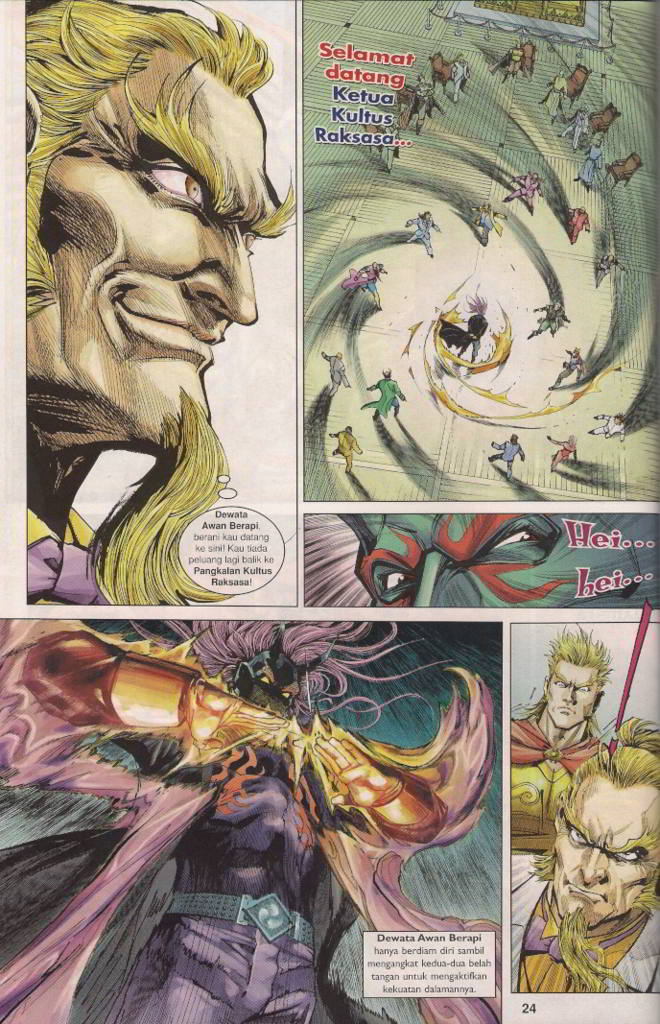 Selamat
datang
Ketua
Kultus
Raksasa...
Dewata
Awan Berapi,
berani kau datang
ke sini! Kau tiada
peluang lagi balik ke
Pangkalan Kultus
Raksasa!
Hei...
hei...
Dewata Awan Berapi
hanya berdiam diri sambil
mengangkat kedua-dua belah
tangan untuk mengaktifkan
kekuatan dalamannya.
24